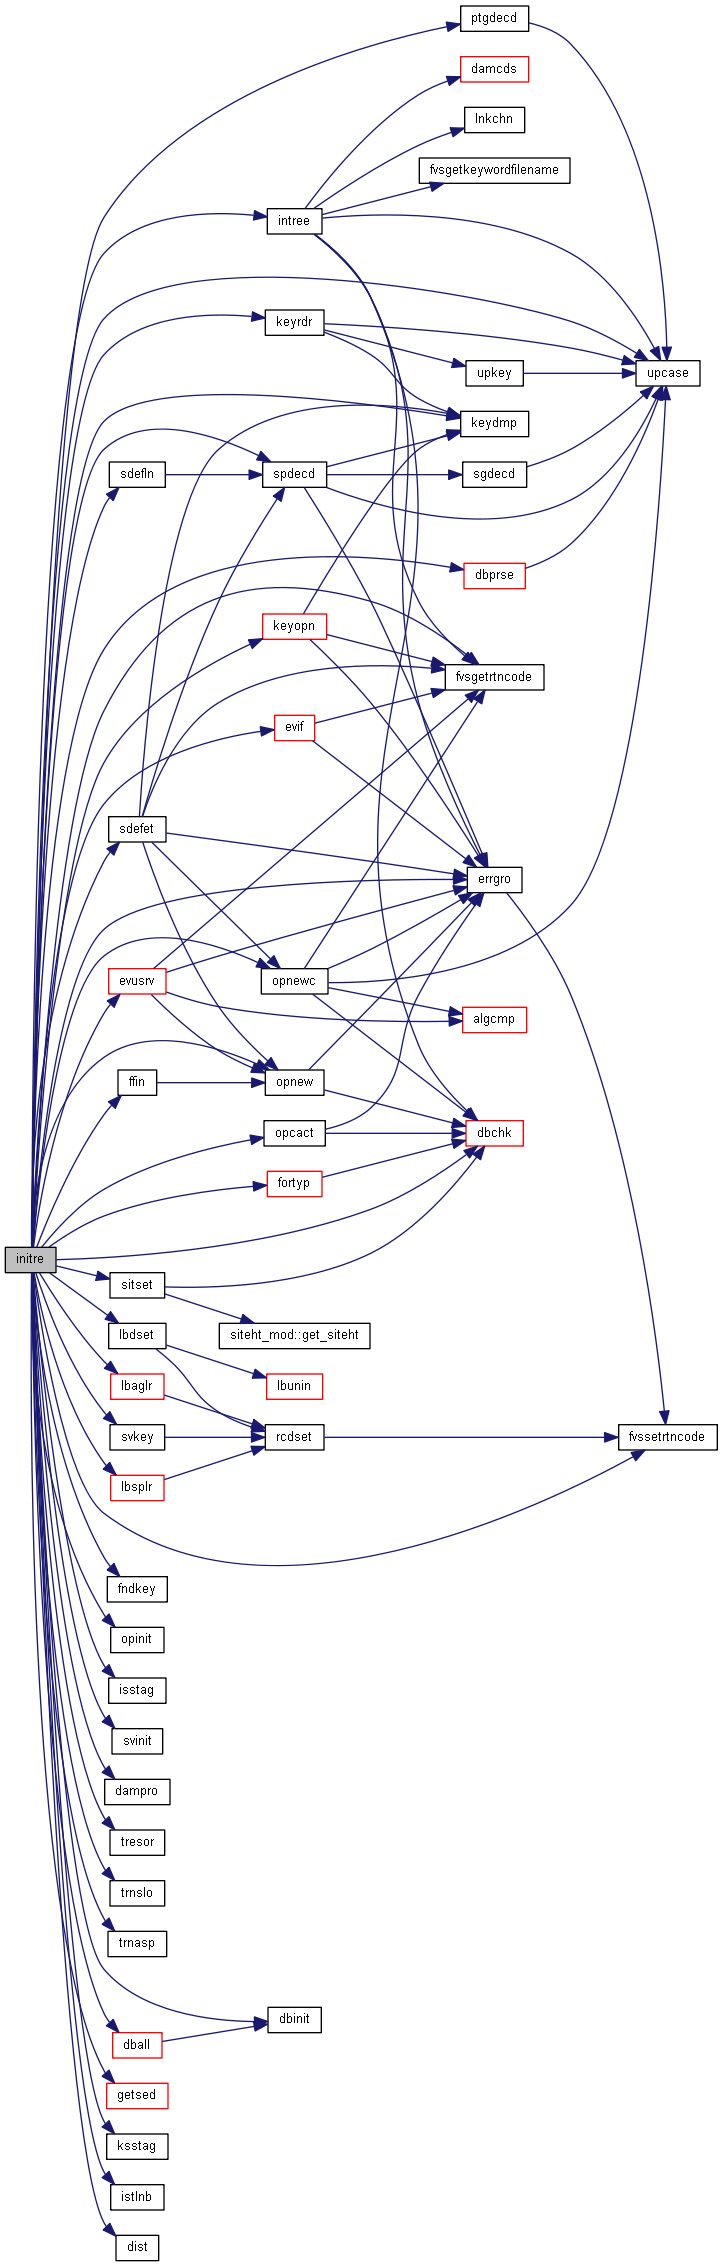 ptgdecd
damcds
lnkchn
fvsgetkeywordfilename
intree
keyrdr
upkey
upcase
keydmp
sdefln
spdecd
sgdecd
dbprse
keyopn
fvsgetrtncode
evif
sdefet
errgro
evusrv
opnewc
algcmp
ffin
opnew
opcact
dbchk
fortyp
initre
sitset
lbdset
siteht_mod::get_siteht
lbaglr
lbunin
svkey
rcdset
fvssetrtncode
lbsplr
fndkey
opinit
isstag
svinit
dampro
tresor
trnslo
trnasp
dbinit
dball
getsed
ksstag
istlnb
dist